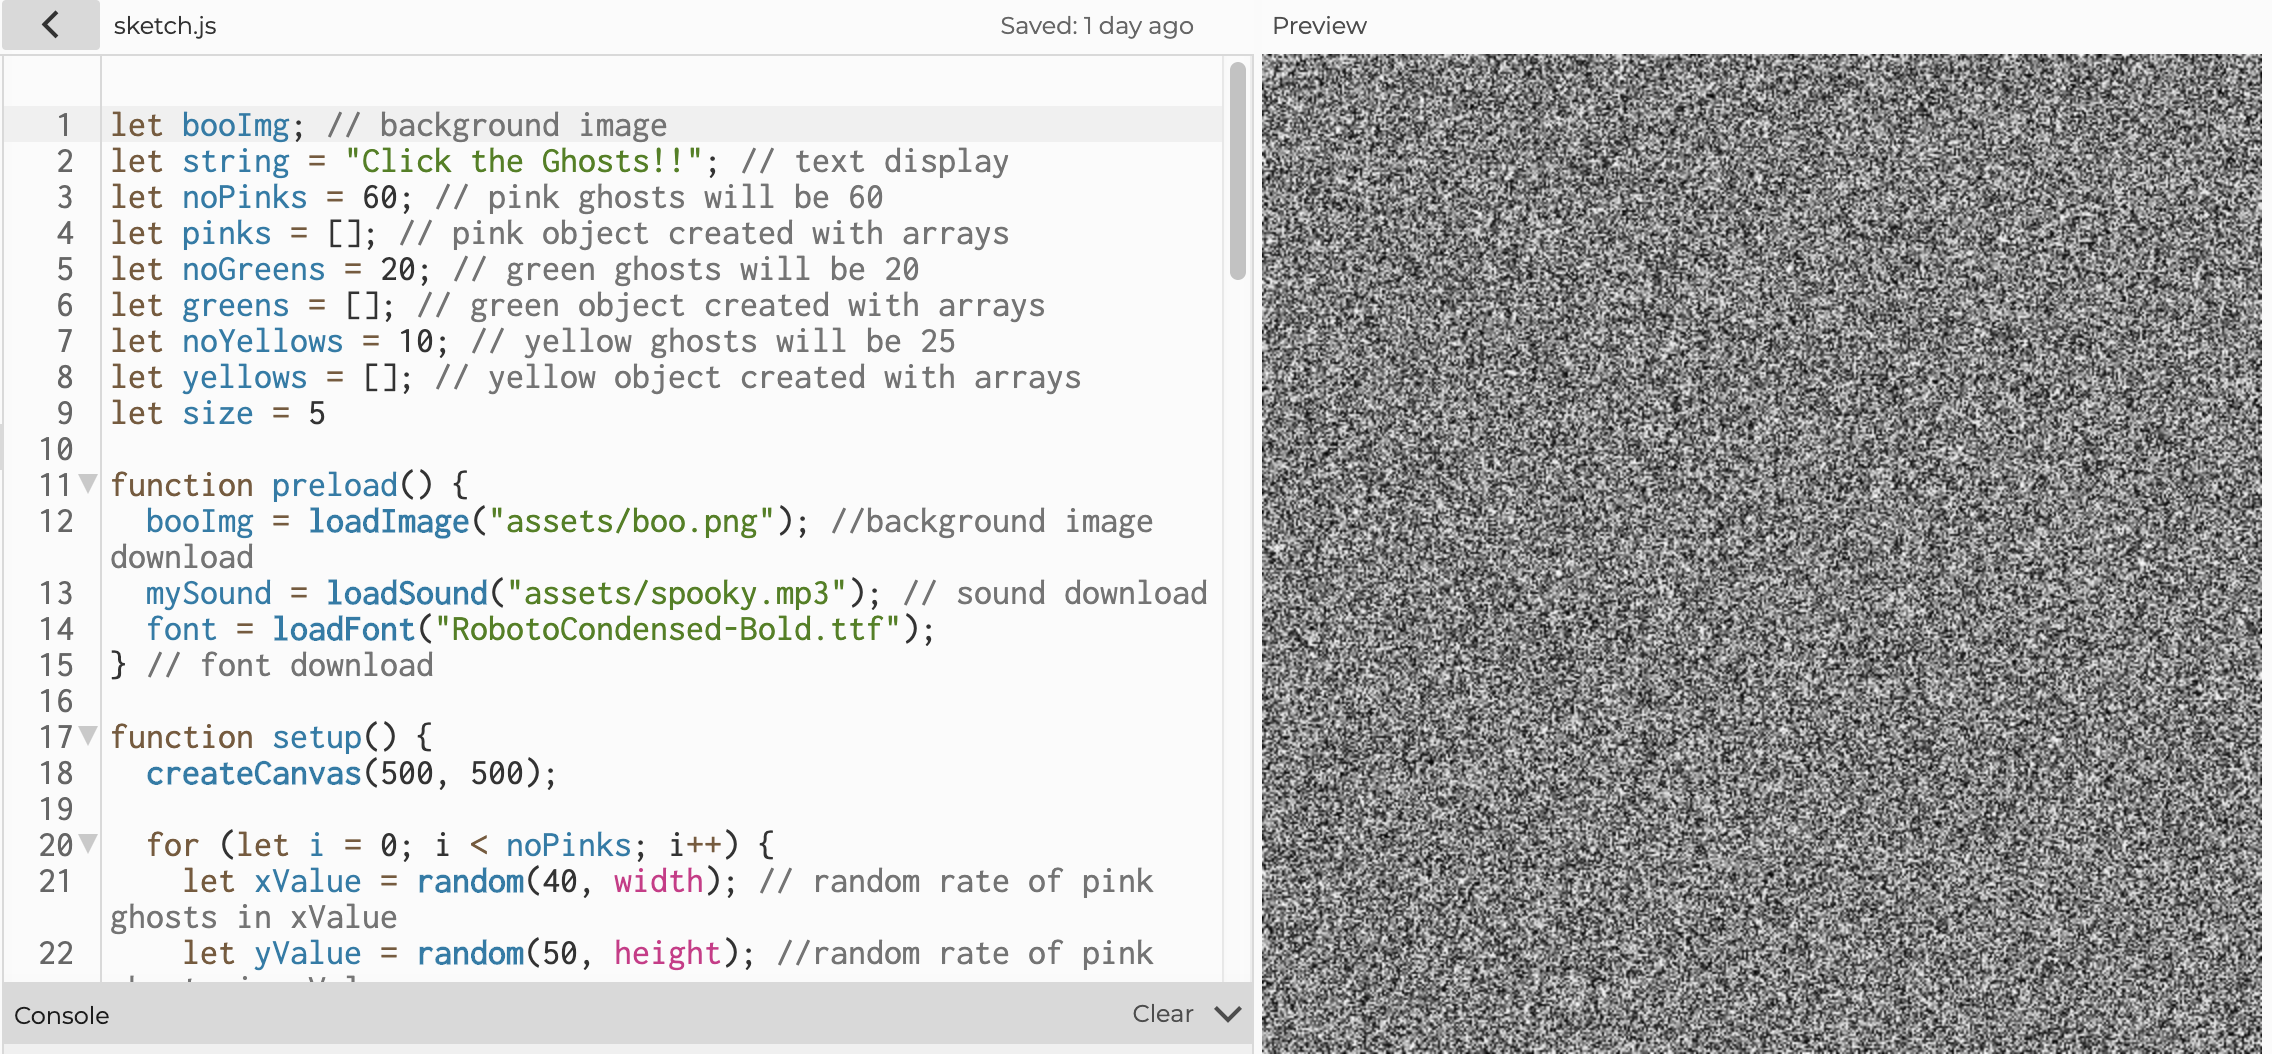 sketch.js
Saved: 1 day ago
Preview
1 let booImg; // background image
2 let string = "Click the Ghosts!!"; // text display
3 let noPinks = 60; // pink ghosts will be 60
4 let pinks = []; // pink object created with arrays
5 let noGreens = 20; // green ghosts will be 20
6 let greens = []; // green object created with arrays
7 let noYellows = 10; // yellow ghosts will be 25
8 let yellows = []; // yellow object created with arrays
9 let size = 5
10
11 function preload() {
12 booImg = loadImage("assets/boo.png"); //background image
download
13 mySound = loadSound("assets/spooky.mp3"); // sound download
14 font = loadFont("RobotoCondensed-Bold.ttf");
15 } // font download
16
17 function setup() {
18 createCanvas(500, 500);
19
20 for (let i = 0; i < noPinks; i++) {
21 let xValue = random(40, width); // random rate of pink
ghosts in xValue
22 let yValue = random(50, height); //random rate of pink
Console
Clear